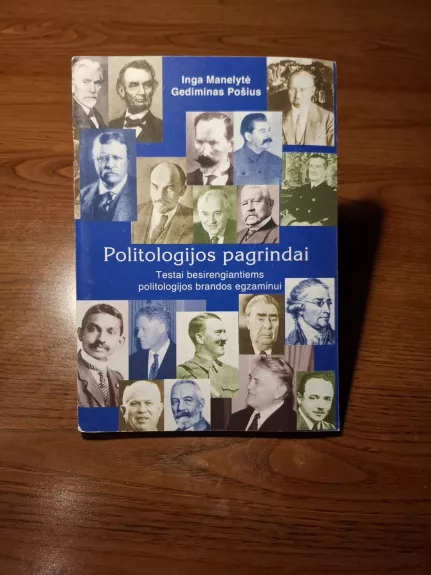 Inga Manelytė
Gediminas Pošius
Politologijos pagrindai
Testai besirengiantiems
politologijos brandos egzaminui